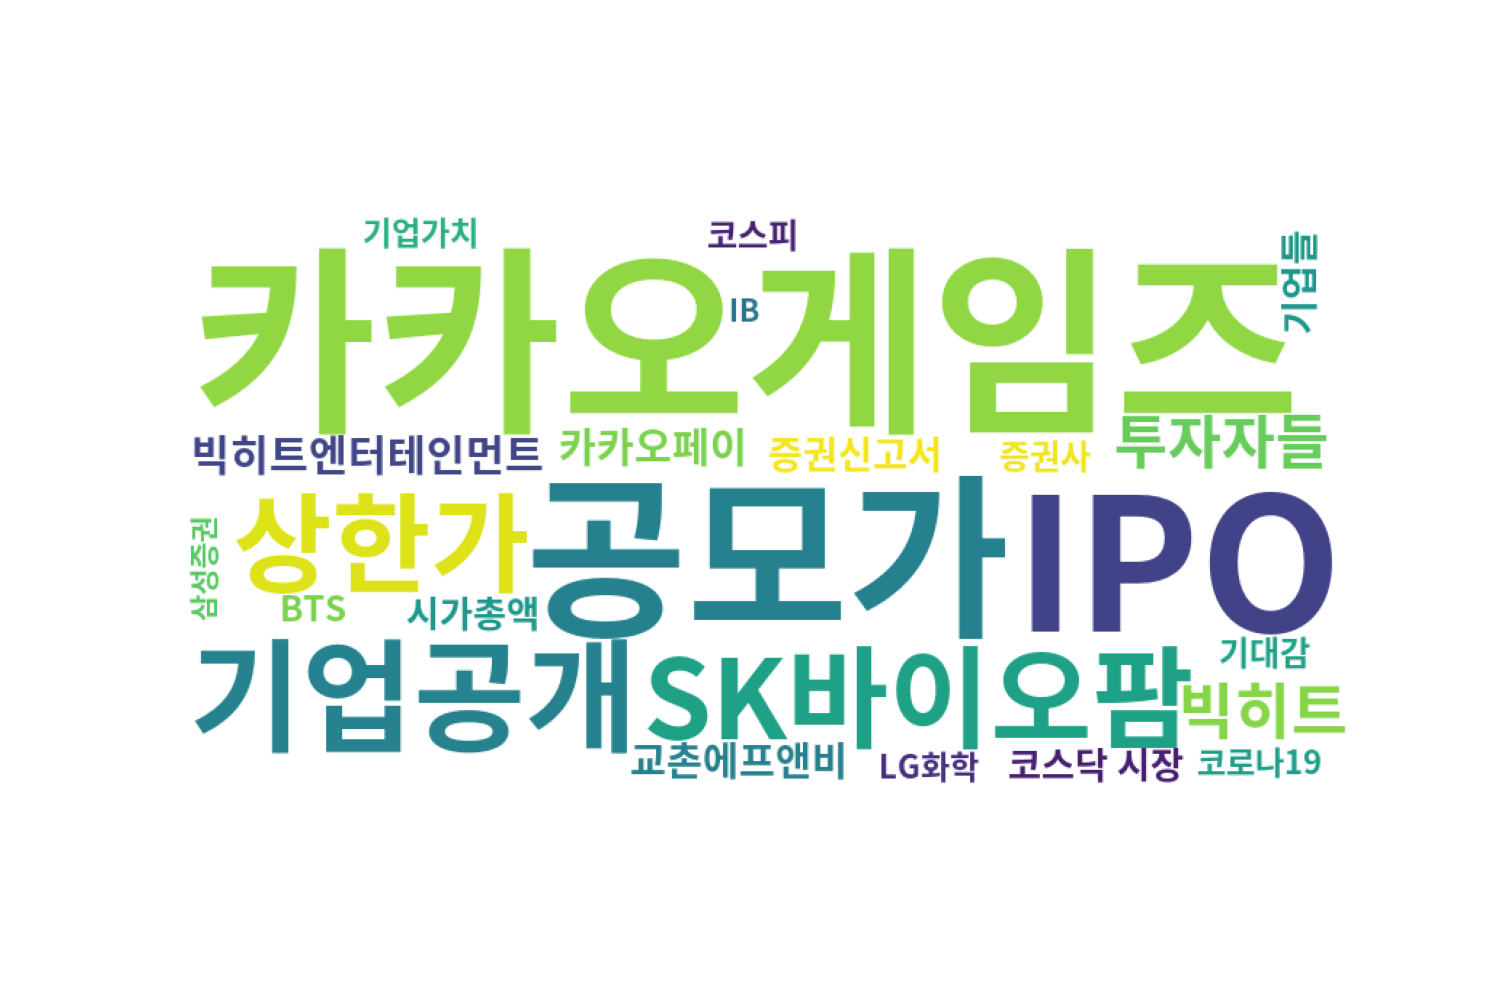 기업가치
코스피
기업들
카카오게임즈
IB
빅히트엔터테인먼트
카카오페이
증권신고서
증권사
투자자들
삼성증권
상한가
공모가
IPO
BTS
시가총액
기업공개
SK바이오팜
기대감
빅히트
교촌에프앤비
LG화학
코스닥 시장
코로나19